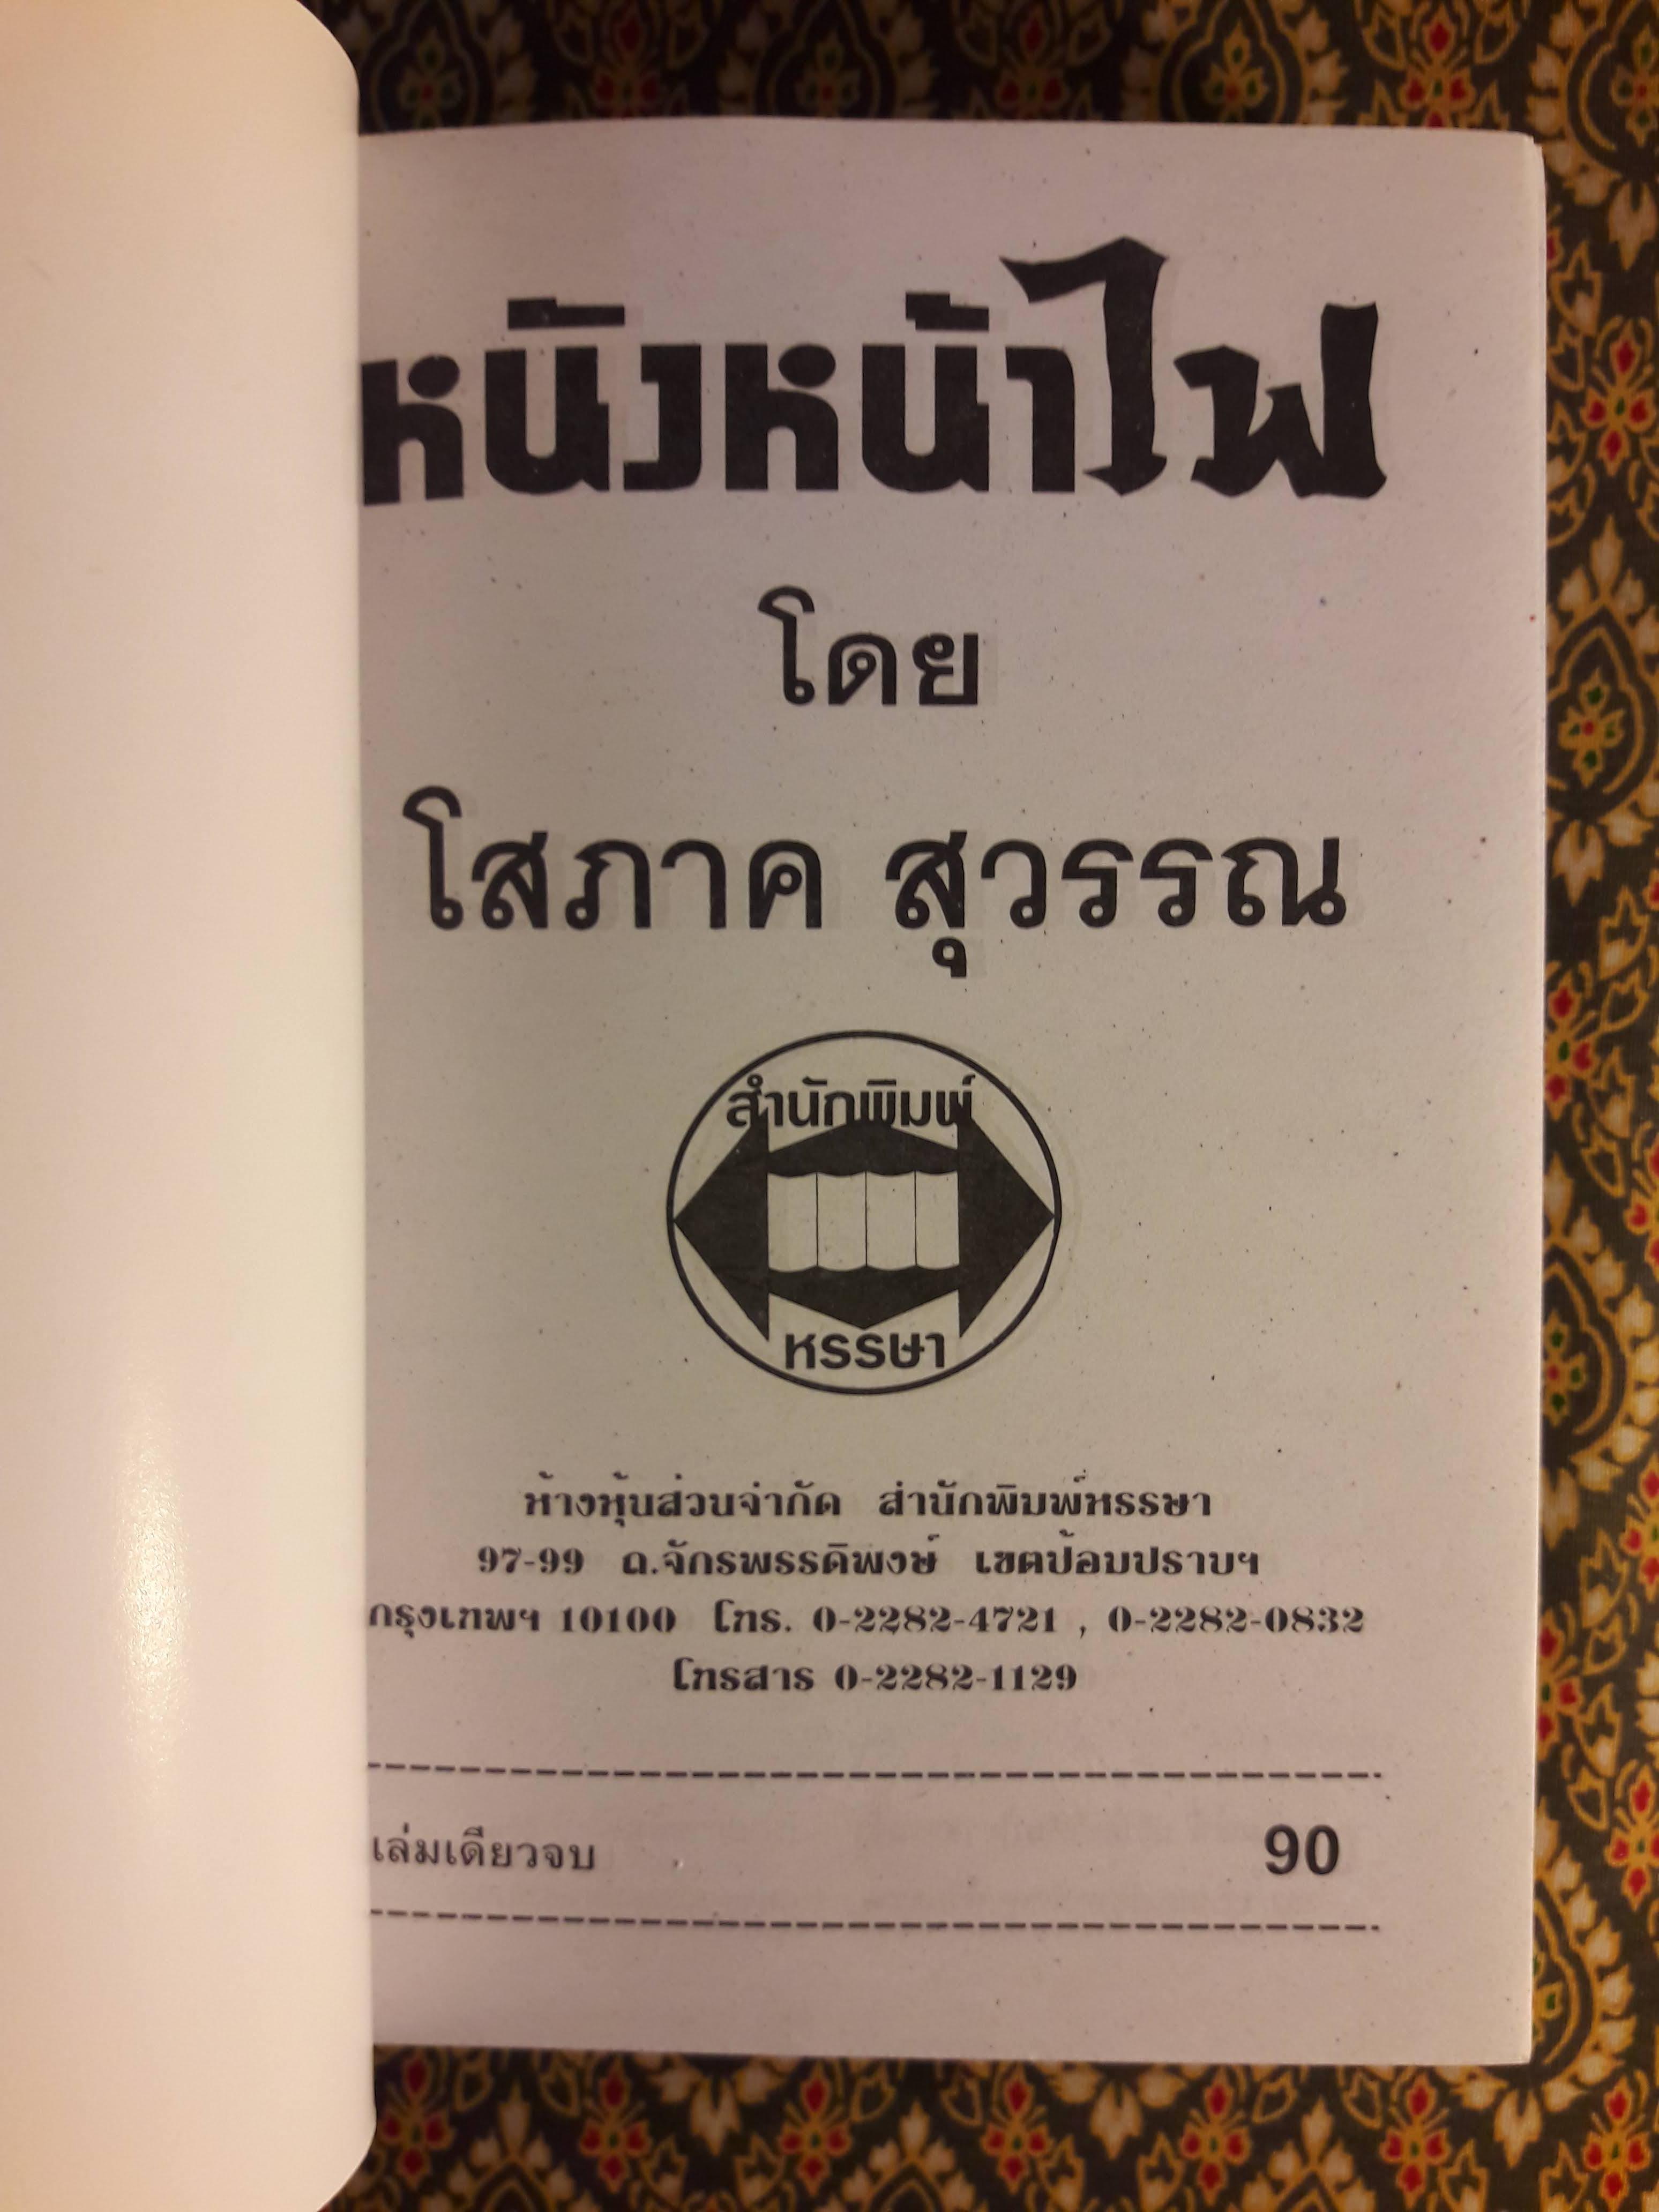 หนังหน้าไฟ
โดย
โสภาค สุวรรณ
สำนักพิมพ์
หรรษา
ห้างหุ้นส่วนจำกัด สำนักพิมพ์หรรษา
97-99 ถ.จักรพรรดิพงษ์ เขตป้อมปราบฯ
กรุงเทพฯ 10100 โทร. 0-2282-4721 , 0-2282-0832
โทรสาร 0-2282-1129
เล่มเดียวจบ 90